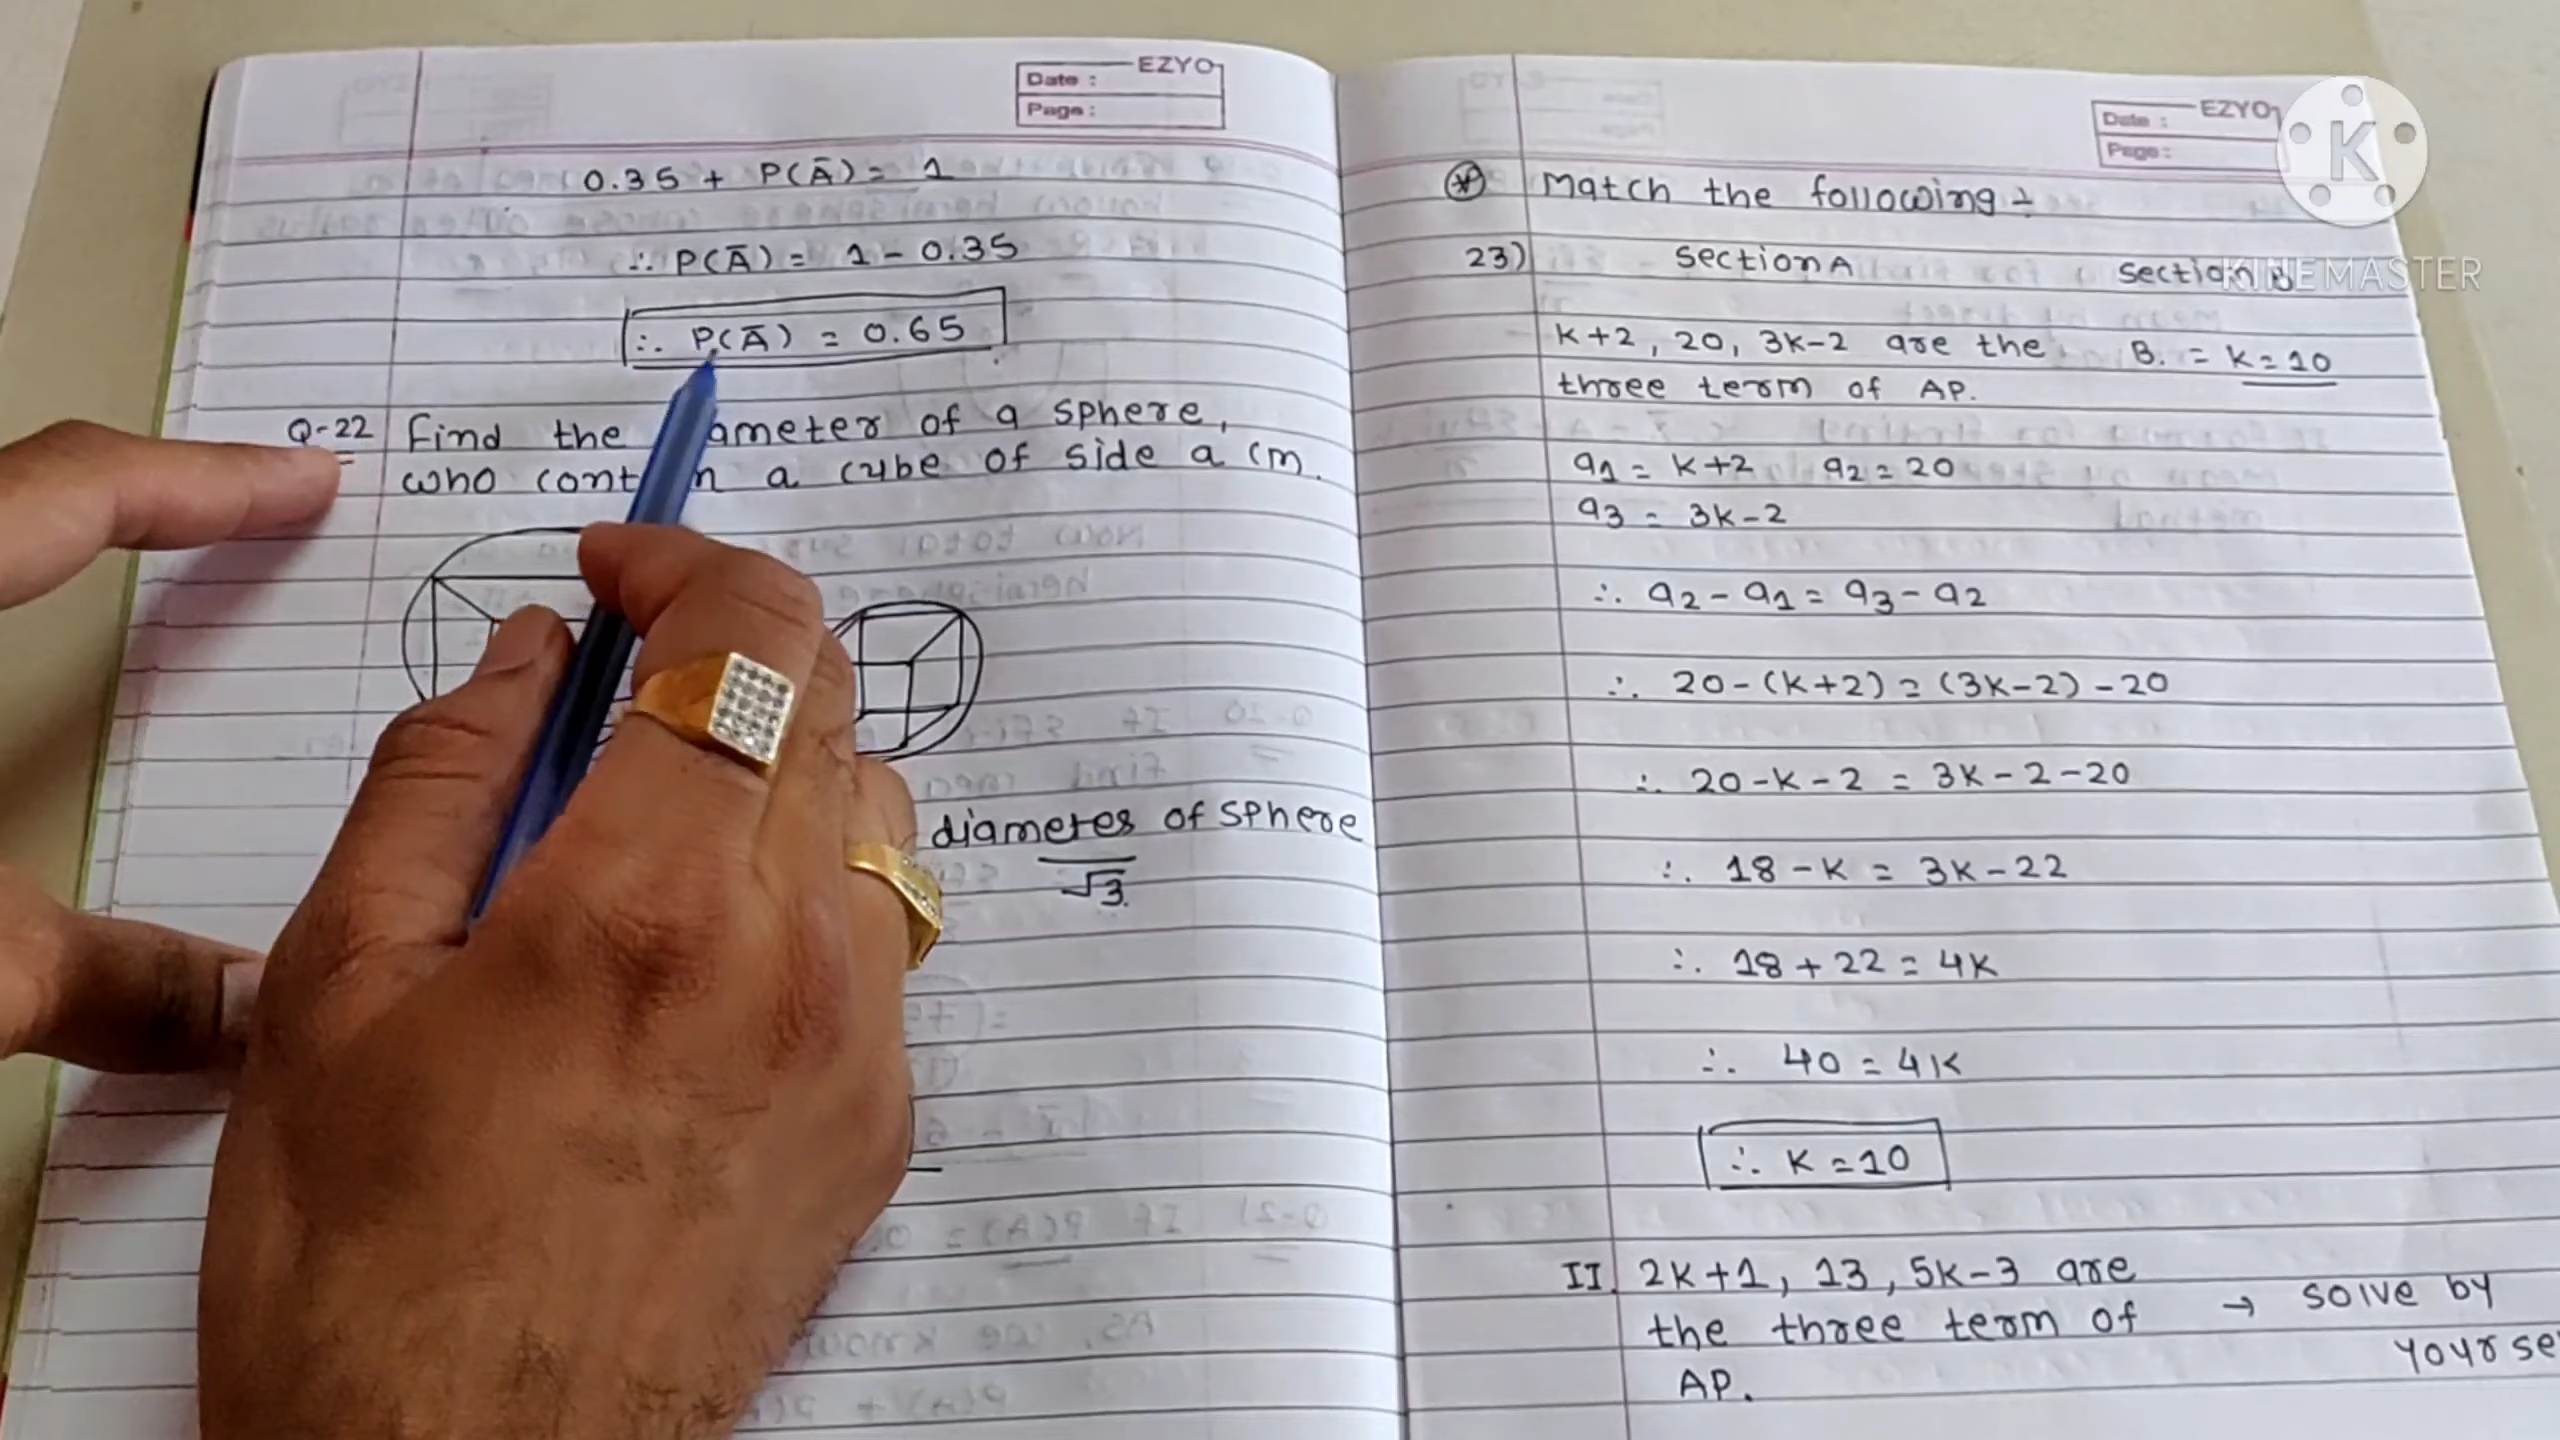 EZYO
Date :
Page :
0.35 + P(Ā) = 1
∴ P(Ā) = 1 - 0.35
∴ P(Ā) = 0.65
Q-22 Find the ameter of a sphere,
who cont n a cube of side a cm.
diameter of sphere
√3.
EZYO
Date :
Page :
K
KINEMASTER
Match the following ÷
23) Section A Section B
K+2, 20, 3K-2 are the B. = K=10
three term of AP.
a1 = K+2 a2 = 20
a3 = 3K-2
∴ a2 - a1 = a3 - a2
∴ 20-(K+2) = (3K-2)-20
∴ 20-K-2 = 3K-2-20
∴ 18-K = 3K-22
∴ 18+22 = 4K
∴ 40 = 4K
∴ K=10
II. 2K+1, 13, 5K-3 are
the three term of → solve by
AP. yourse